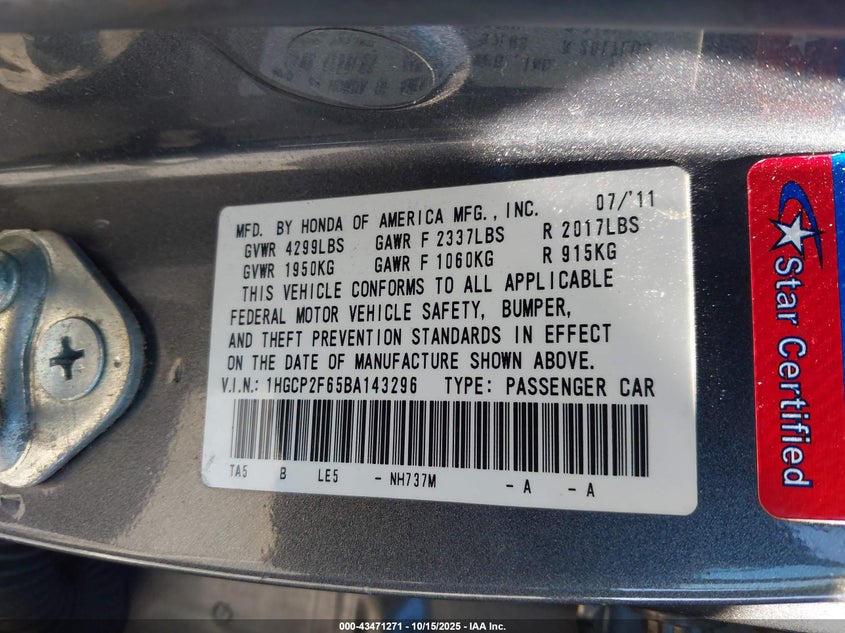 MFD. BY HONDA OF AMERICA MFG., INC. 07/'11
GVWR 4299LBS GAWR F 2337LBS R 2017LBS
GVWR 1950KG GAWR F 1060KG R 915KG
THIS VEHICLE CONFORMS TO ALL APPLICABLE
FEDERAL MOTOR VEHICLE SAFETY, BUMPER,
AND THEFT PREVENTION STANDARDS IN EFFECT
ON THE DATE OF MANUFACTURE SHOWN ABOVE.
V.I.N.: 1HGCP2F65BA143296 TYPE: PASSENGER CAR
TA5 B LE5 - NH737M - A - A
Star Certified
000-43471271 - 10/15/2025 - IAA Inc.